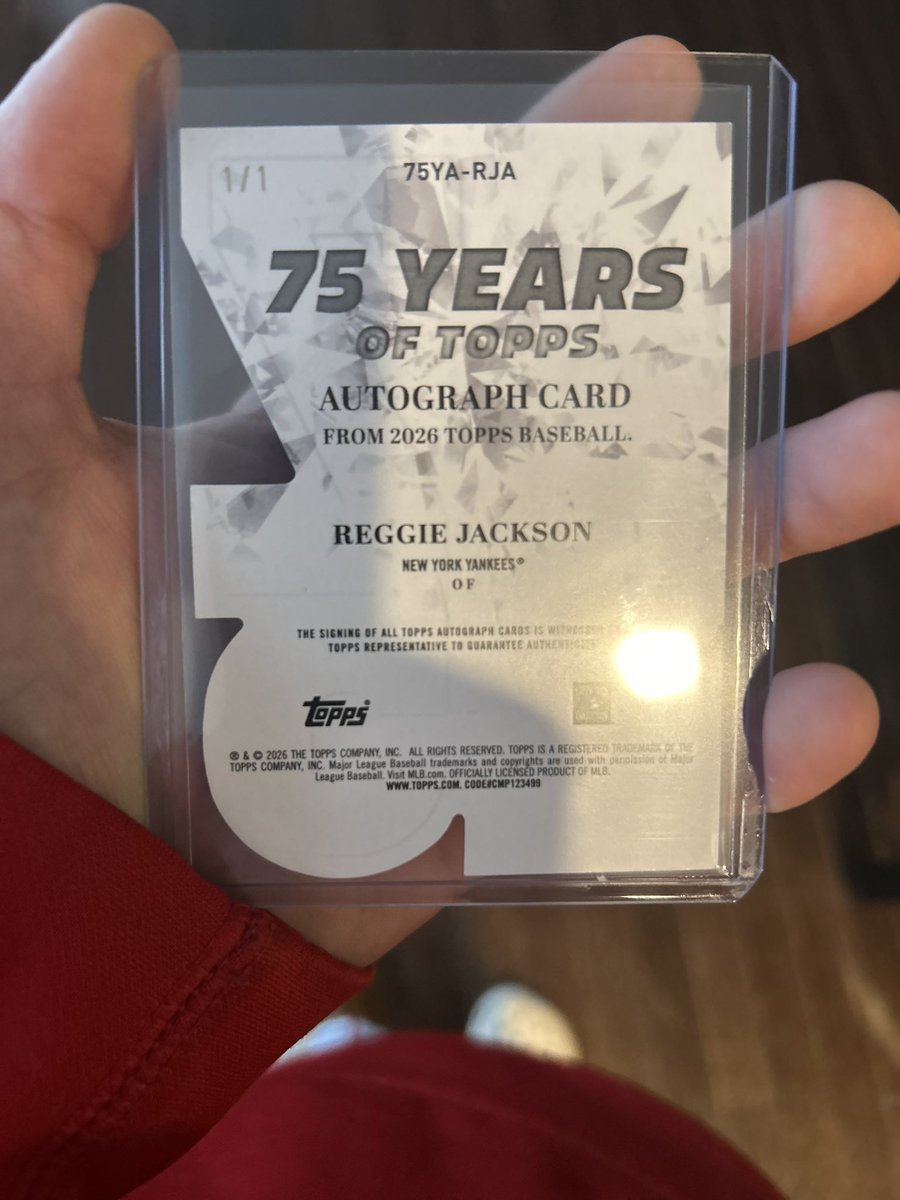 1/1
75YA-RJA
75 YEARS
OF TOPPS
AUTOGRAPH CARD
FROM 2026 TOPPS BASEBALL.
REGGIE JACKSON
NEW YORK YANKEES®
OF
THE SIGNING OF ALL TOPPS AUTOGRAPH CARDS IS WITNESSED
TOPPS REPRESENTATIVE TO GUARANTEE AUTHENTICITY
topps®
® & © 2026 THE TOPPS COMPANY, INC. ALL RIGHTS RESERVED. TOPPS IS A REGISTERED TRADEMARK OF THE
TOPPS COMPANY, INC. Major League Baseball trademarks and copyrights are used with permission of Major
League Baseball. Visit MLB.com. OFFICIALLY LICENSED PRODUCT OF MLB.
WWW.TOPPS.COM. CODE#CMP123499